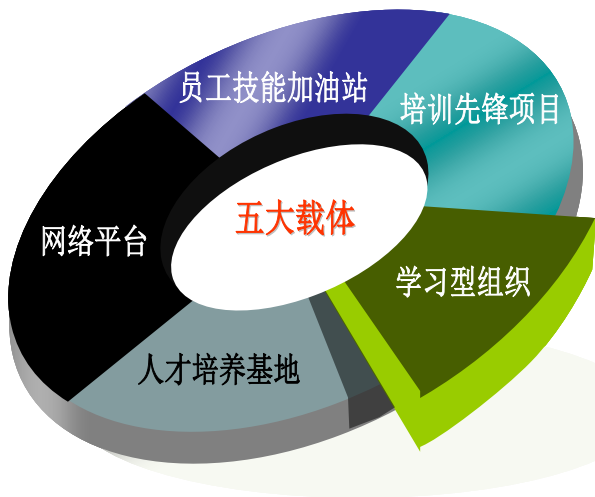 员工技能加油站
培训先锋项目
五大载体
网络平台
学习型组织
人才培养基地